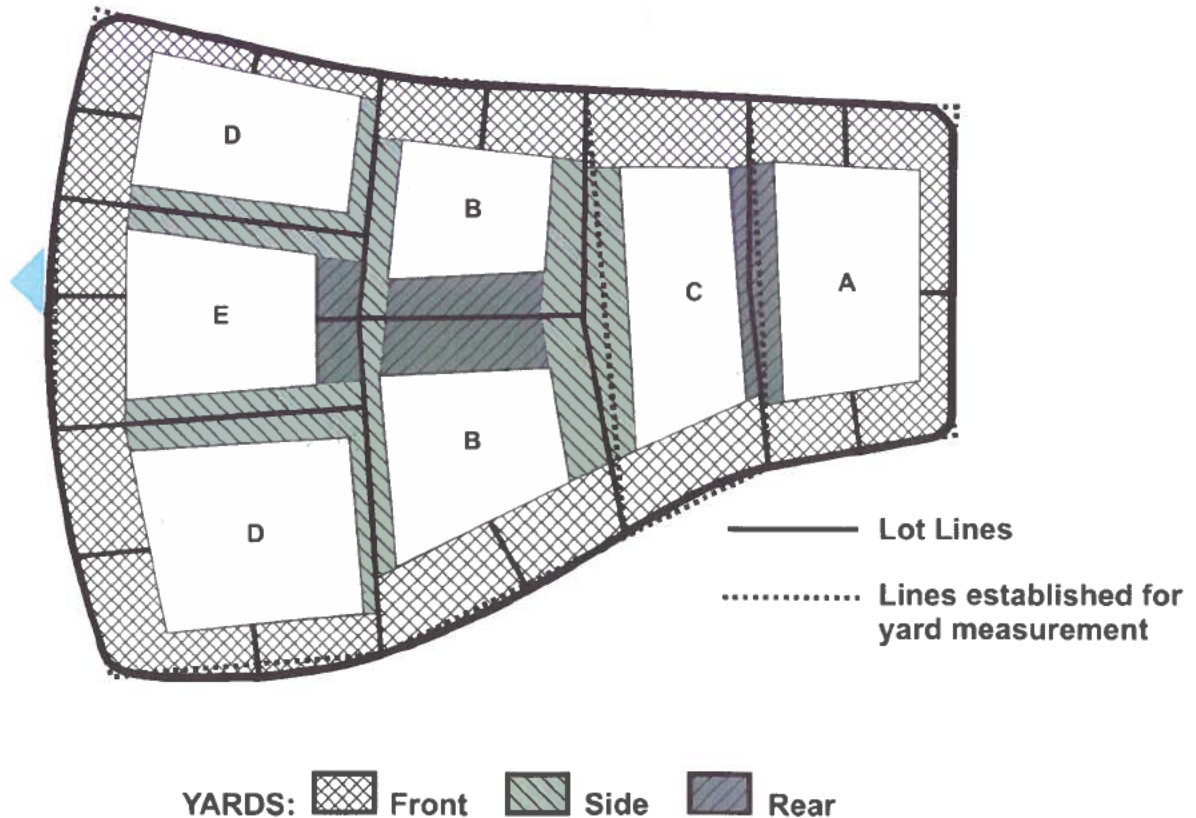 D
B
E
C
A
B
D
Lot Lines
Lines established for
yard measurement
YARDS: Front Side Rear